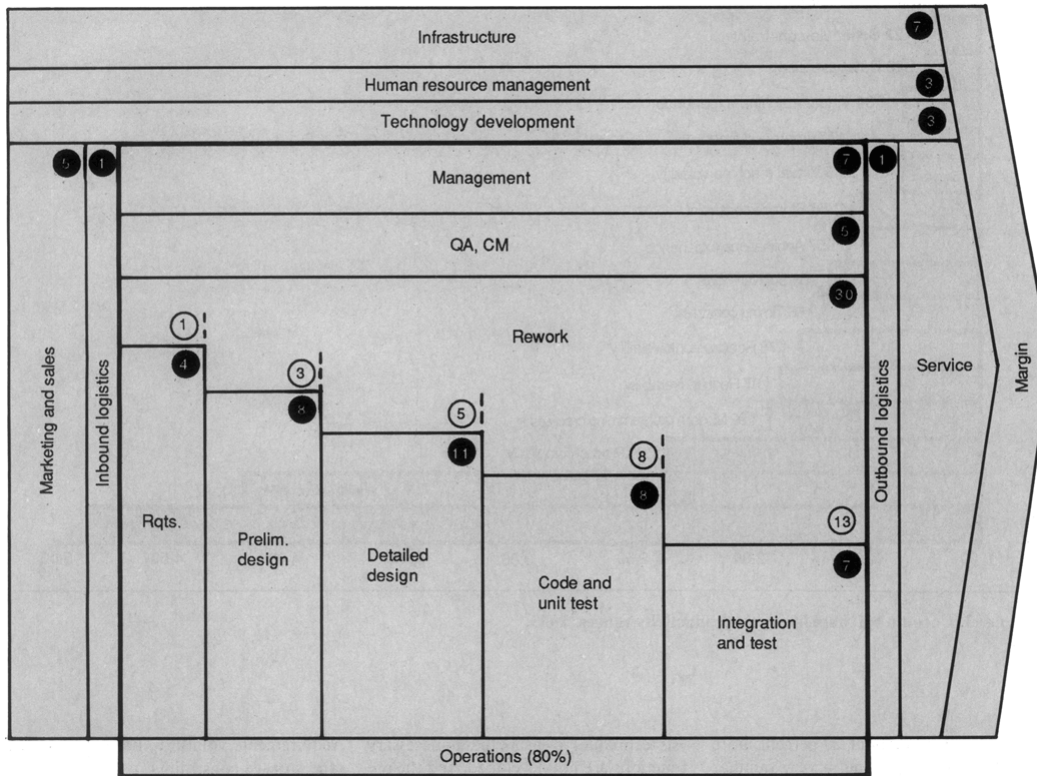 Infrastructure
7
Human resource management
3
Technology development
3
5
1
Management
7
1
QA, CM
5
Rework
30
1
4
3
8
5
11
8
8
13
7
Marketing and sales
Inbound logistics
Rqts.
Prelim.
design
Detailed
design
Code and
unit test
Integration
and test
Outbound logistics
Service
Margin
Operations (80%)